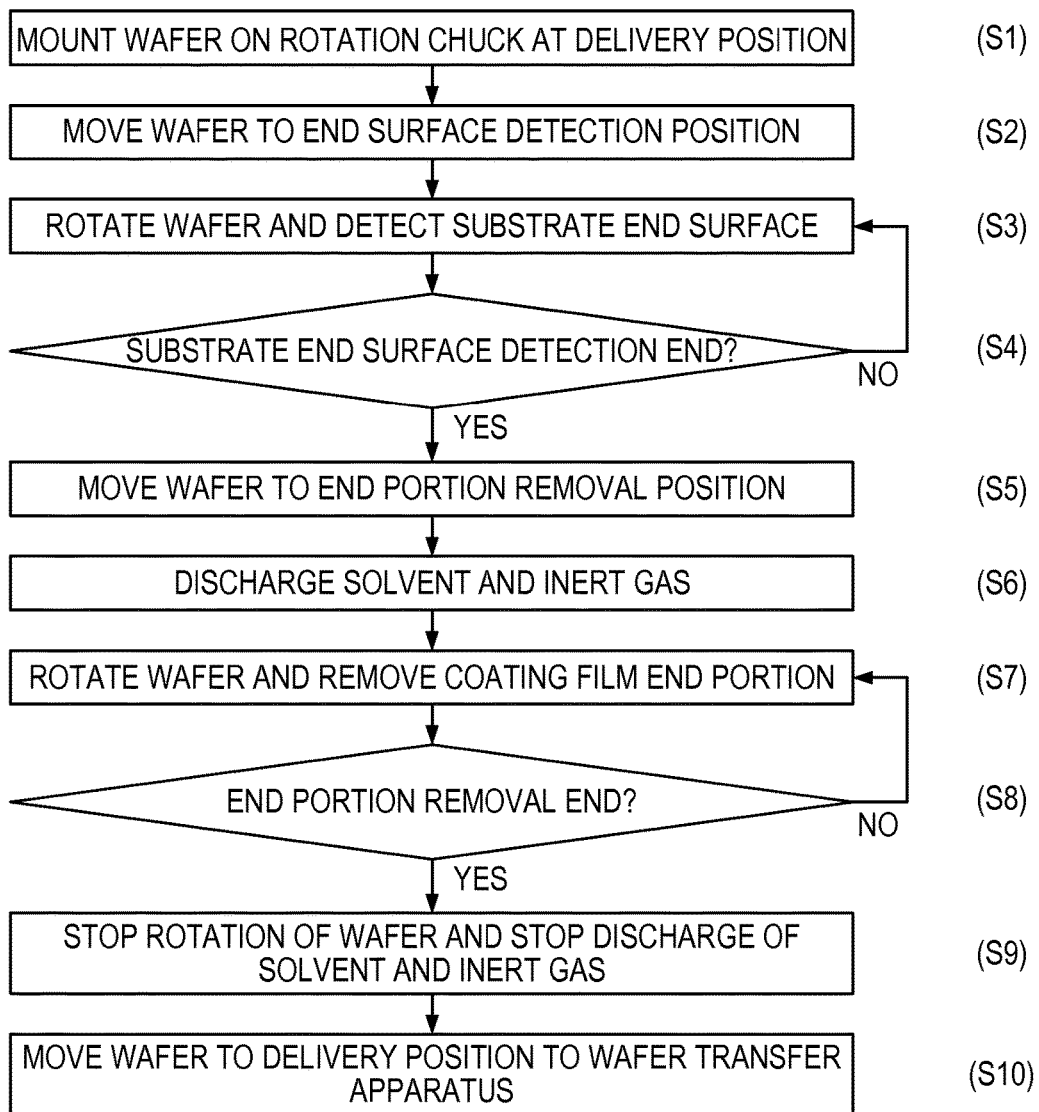 MOUNT WAFER ON ROTATION CHUCK AT DELIVERY POSITION (S1)
MOVE WAFER TO END SURFACE DETECTION POSITION (S2)
ROTATE WAFER AND DETECT SUBSTRATE END SURFACE (S3)
SUBSTRATE END SURFACE DETECTION END? (S4)
NO
YES
MOVE WAFER TO END PORTION REMOVAL POSITION (S5)
DISCHARGE SOLVENT AND INERT GAS (S6)
ROTATE WAFER AND REMOVE COATING FILM END PORTION (S7)
END PORTION REMOVAL END? (S8)
NO
YES
STOP ROTATION OF WAFER AND STOP DISCHARGE OF
SOLVENT AND INERT GAS (S9)
MOVE WAFER TO DELIVERY POSITION TO WAFER TRANSFER
APPARATUS (S10)